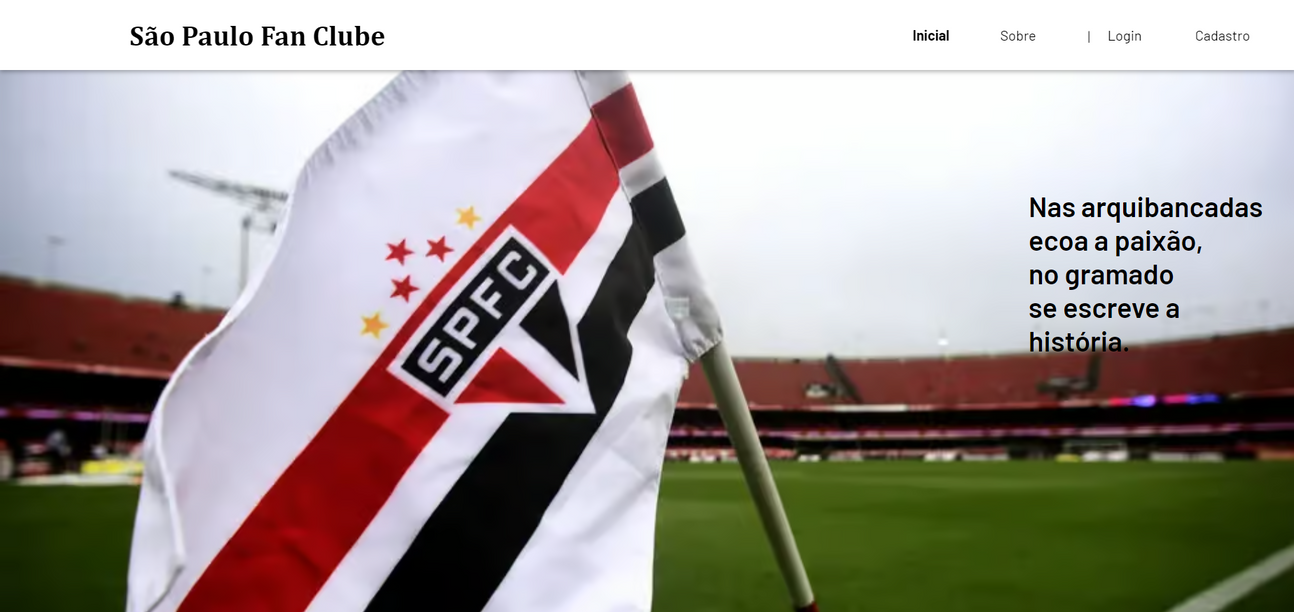 São Paulo Fan Clube
Inicial Sobre | Login Cadastro
Nas arquibancadas
ecoa a paixão,
no gramado
se escreve a
história.
SPFC